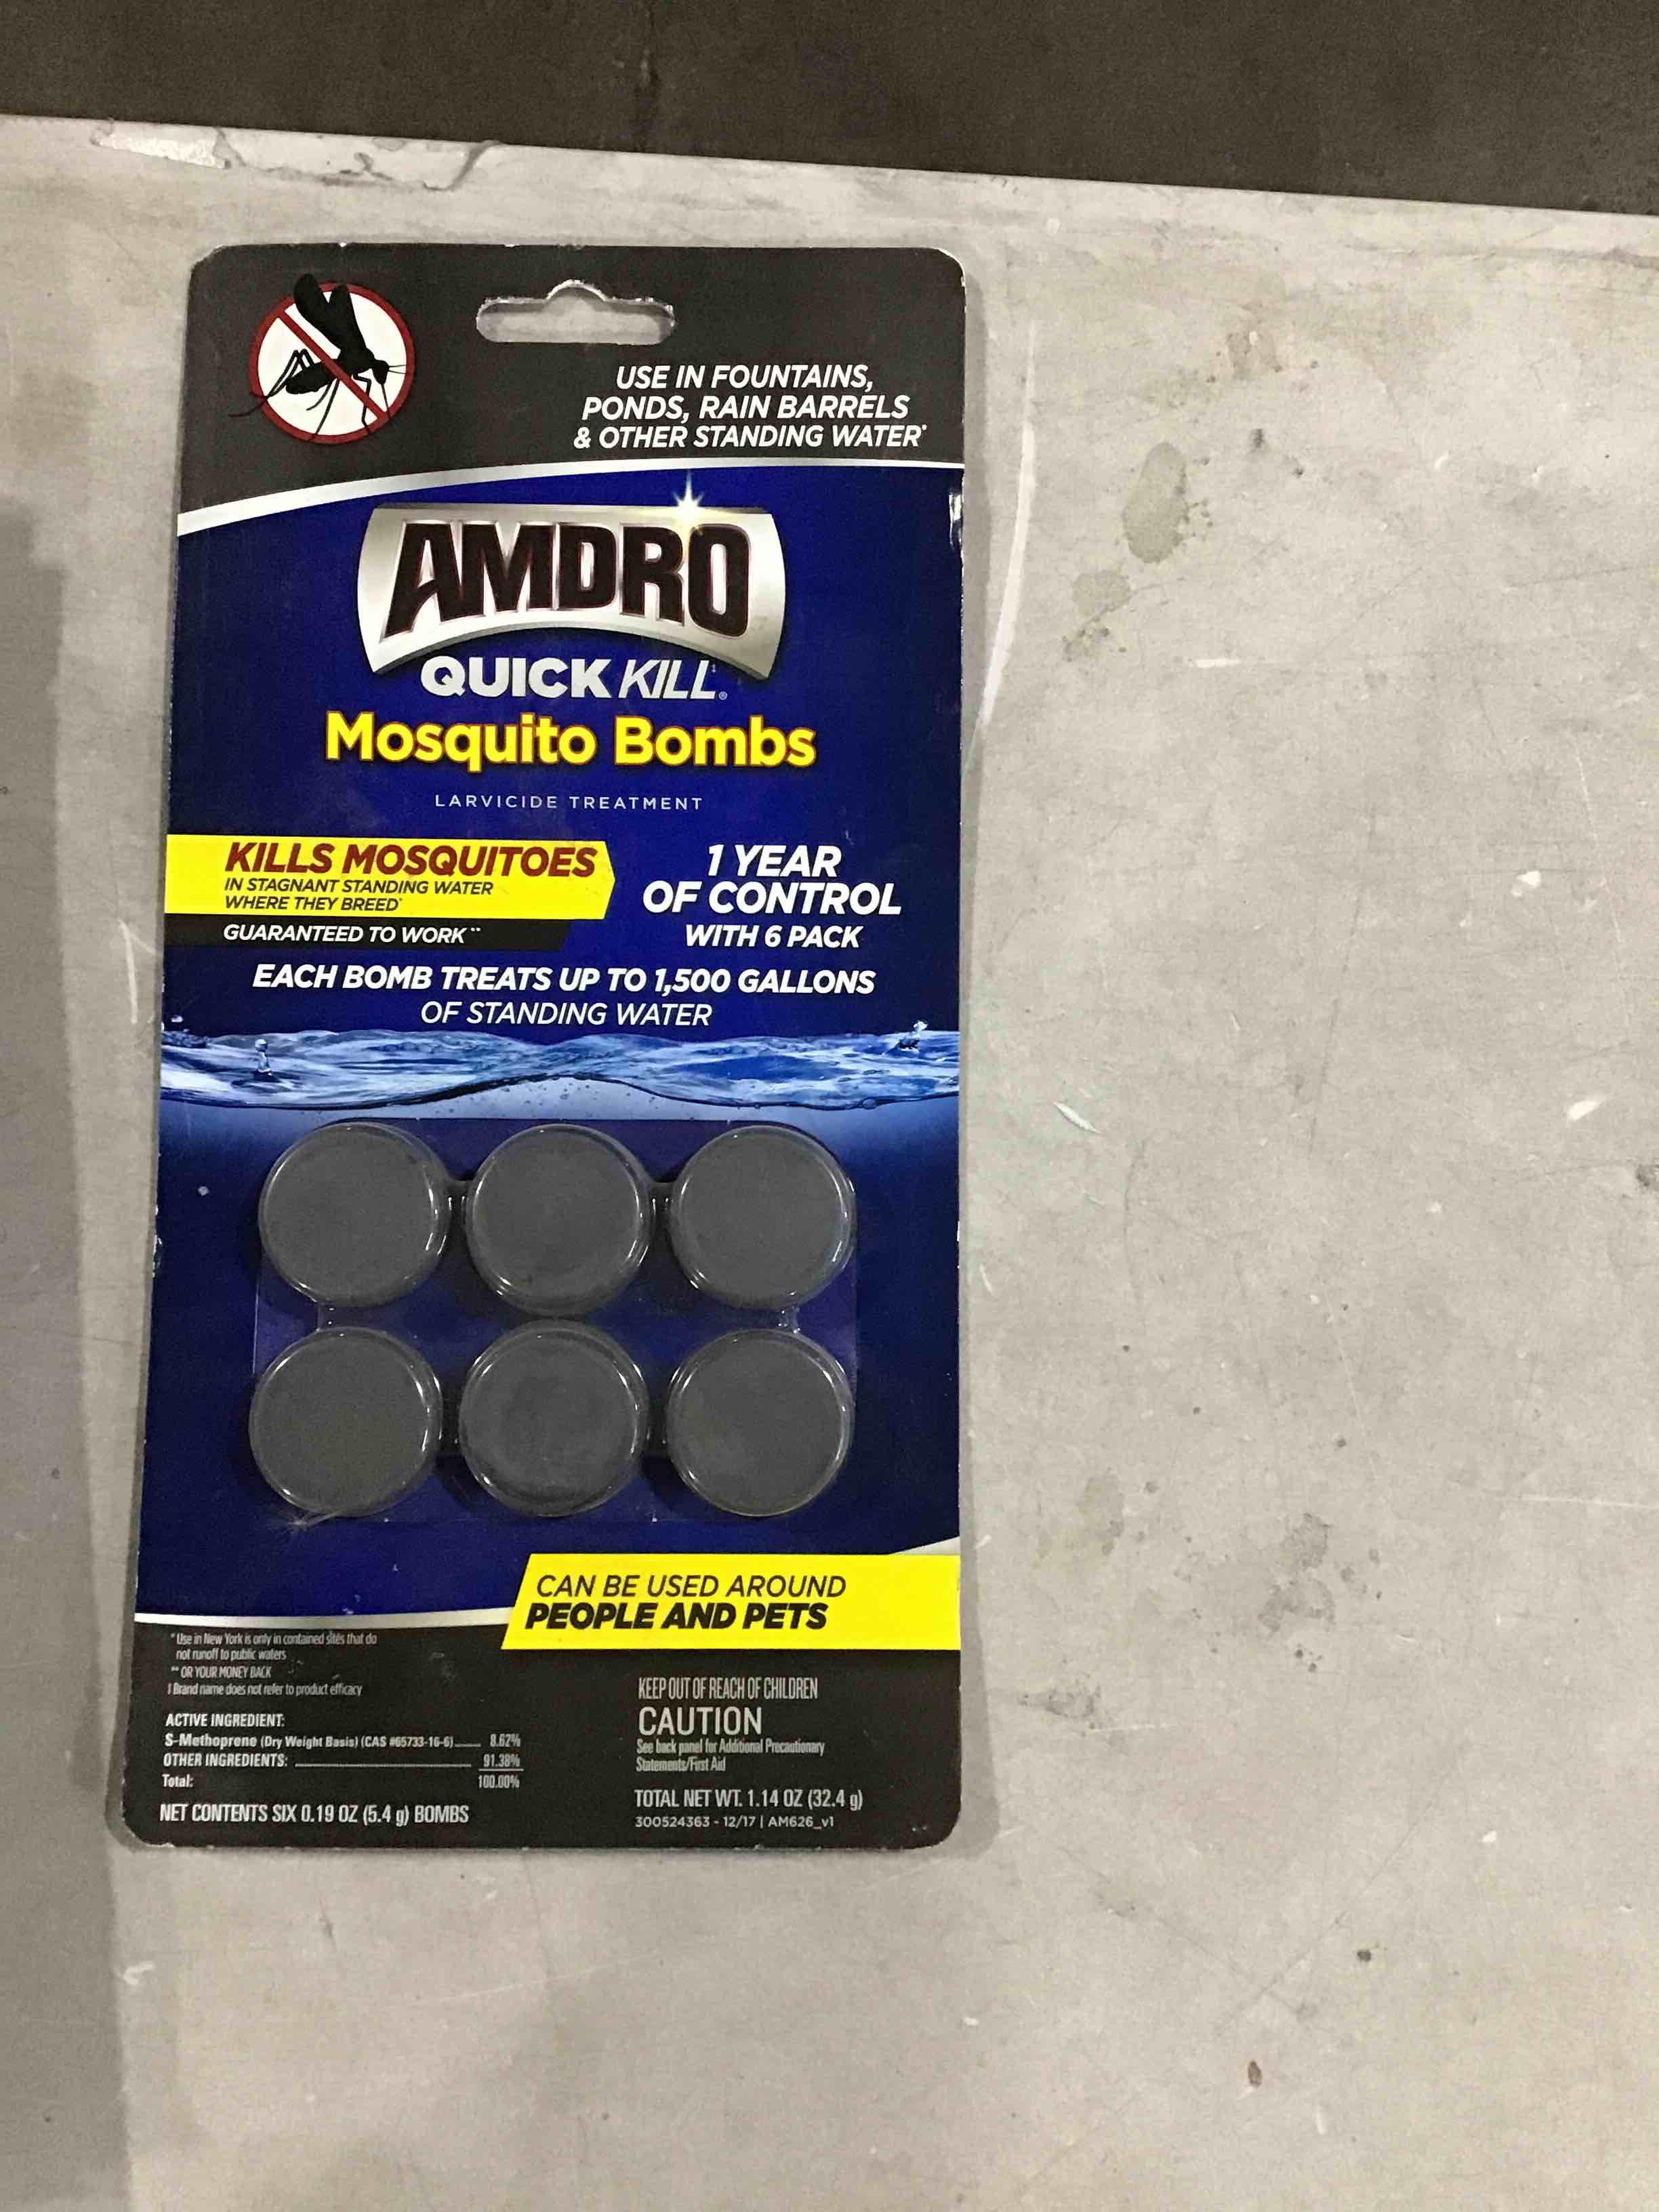 USE IN FOUNTAINS,
PONDS, RAIN BARRELS
& OTHER STANDING WATER*
AMDRO
QUICK KILL‡®
Mosquito Bombs
LARVICIDE TREATMENT
KILLS MOSQUITOES
IN STAGNANT STANDING WATER
WHERE THEY BREED*
GUARANTEED TO WORK**
1 YEAR
OF CONTROL
WITH 6 PACK
EACH BOMB TREATS UP TO 1,500 GALLONS
OF STANDING WATER
CAN BE USED AROUND
PEOPLE AND PETS
* Use in New York is only in contained sites that do
not runoff to public waters
** OR YOUR MONEY BACK
‡ Brand name does not refer to product efficacy
ACTIVE INGREDIENT:
S-Methoprene (Dry Weight Basis) (CAS #65733-16-6) 8.62%
OTHER INGREDIENTS: 91.38%
Total: 100.00%
NET CONTENTS SIX 0.19 OZ (5.4 g) BOMBS
KEEP OUT OF REACH OF CHILDREN
CAUTION
See back panel for Additional Precautionary
Statements/First Aid
TOTAL NET WT. 1.14 OZ (32.4 g)
300524363 - 12/17 | AM626_v1